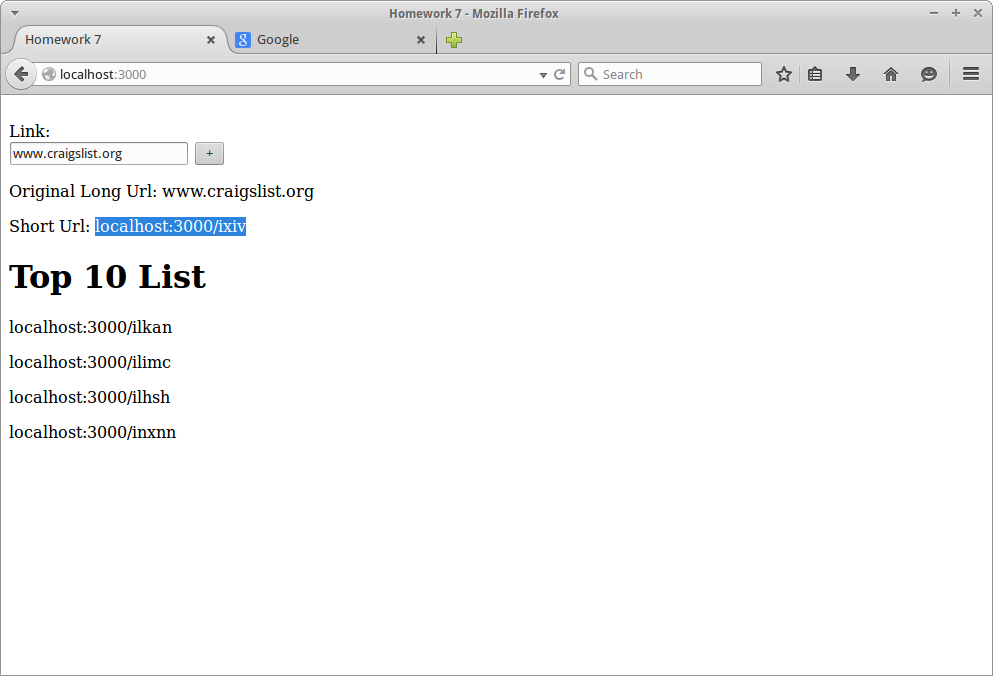 Homework 7 - Mozilla Firefox
Homework 7
8 Google
localhost:3000
Search
Link:
www.craigslist.org
+
Original Long Url: www.craigslist.org
Short Url: localhost:3000/ixiv
Top 10 List
localhost:3000/ilkan
localhost:3000/ilimc
localhost:3000/ilhsh
localhost:3000/inxnn